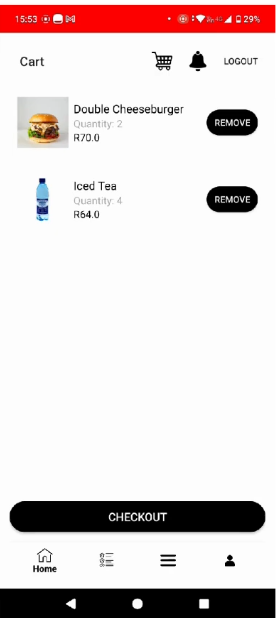 15:53 29%
Cart LOGOUT
Double Cheeseburger
Quantity: 2
R70.0
REMOVE
Iced Tea
Quantity: 4
R64.0
REMOVE
CHECKOUT
Home